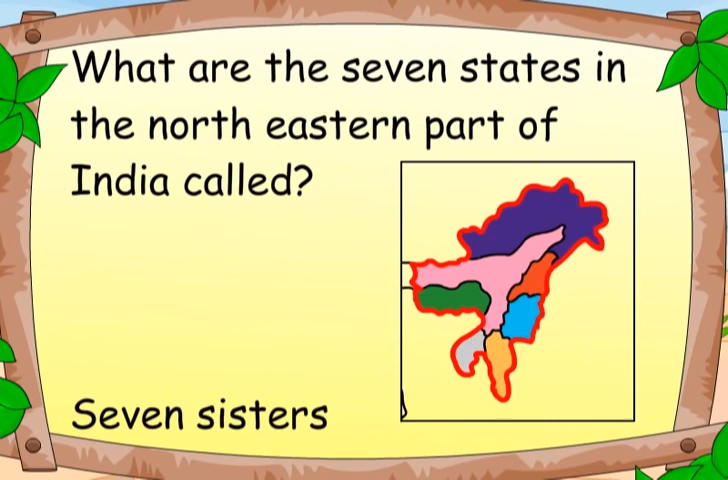 What are the seven states in
the north eastern part of
India called?
Seven sisters